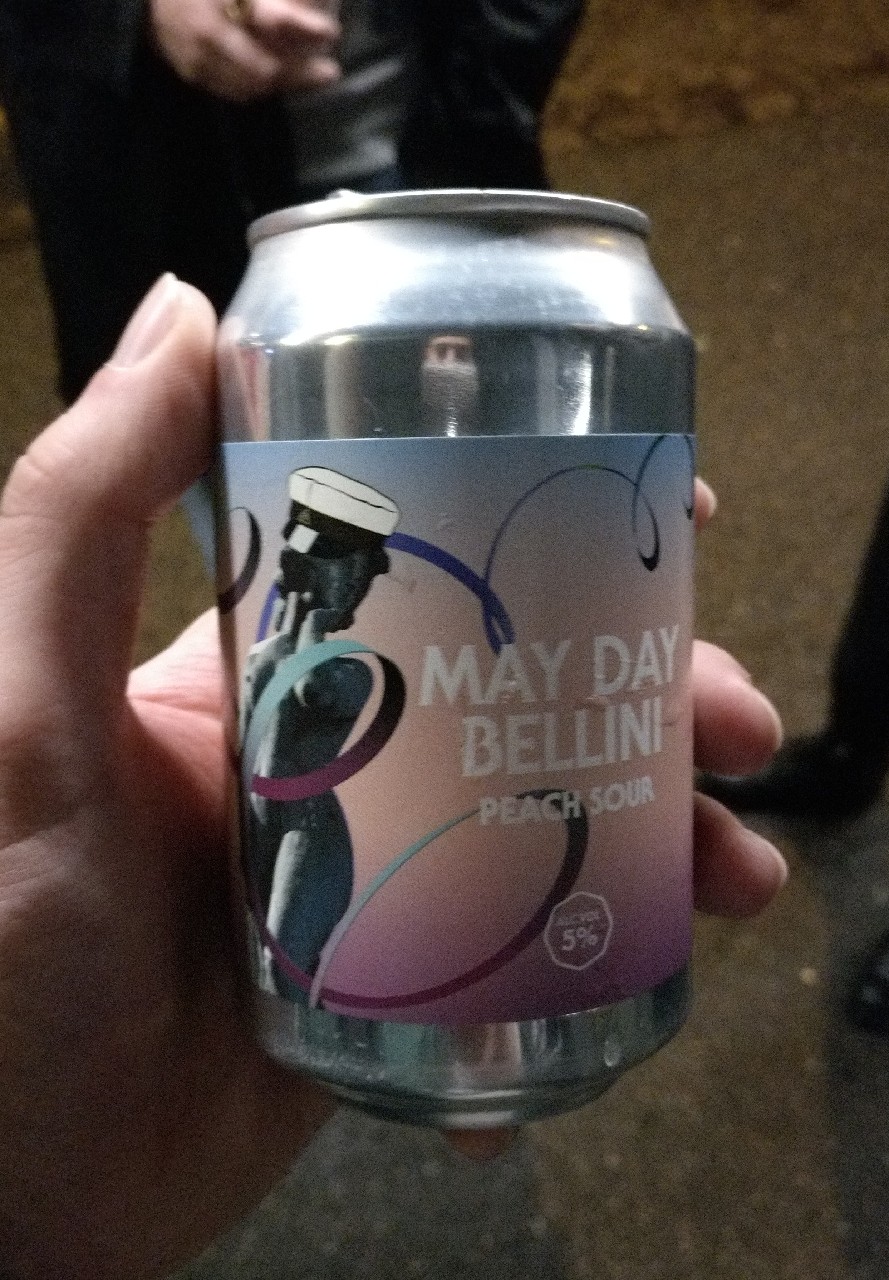 MAY DAY
BELLINI
PEACH SOUR
ALC VOL
5%